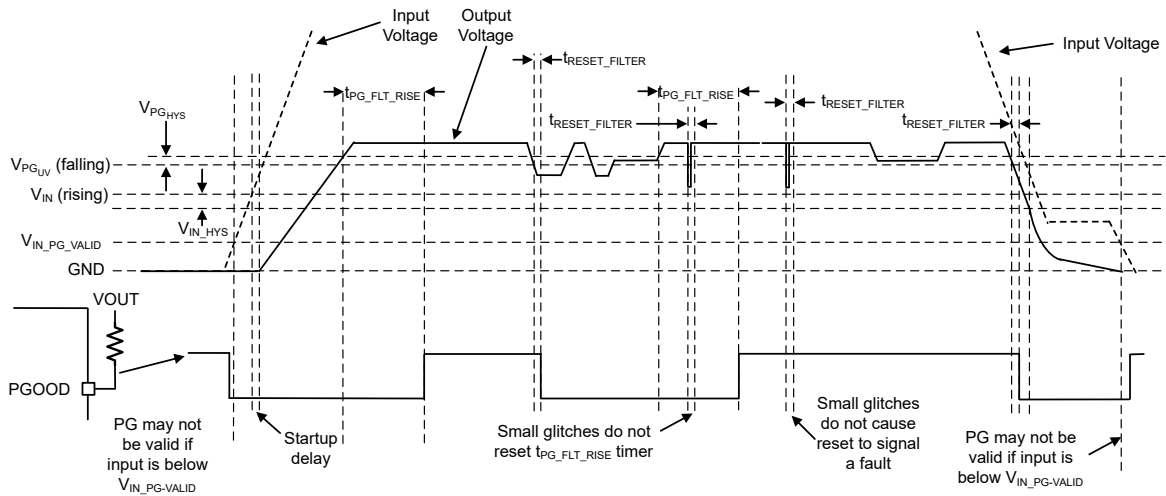 Input
Voltage
Output
Voltage
tRESET_FILTER
Input Voltage
tPG_FLT_RISE
tPG_FLT_RISE
tRESET_FILTER
VPGHYS
tRESET_FILTER
tRESET_FILTER
VPGUV (falling)
VIN (rising)
VIN_HYS
VIN_PG_VALID
GND
VOUT
PGOOD
PG may not
be valid if
input is below
VIN_PG-VALID
Startup
delay
Small glitches do not
reset tPG_FLT_RISE timer
Small glitches
do not cause
reset to signal
a fault
PG may not be
valid if input is
below VIN_PG-VALID